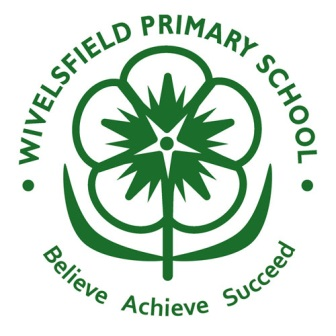 WIVELSFIELD PRIMARY SCHOOL
Believe Achieve Succeed